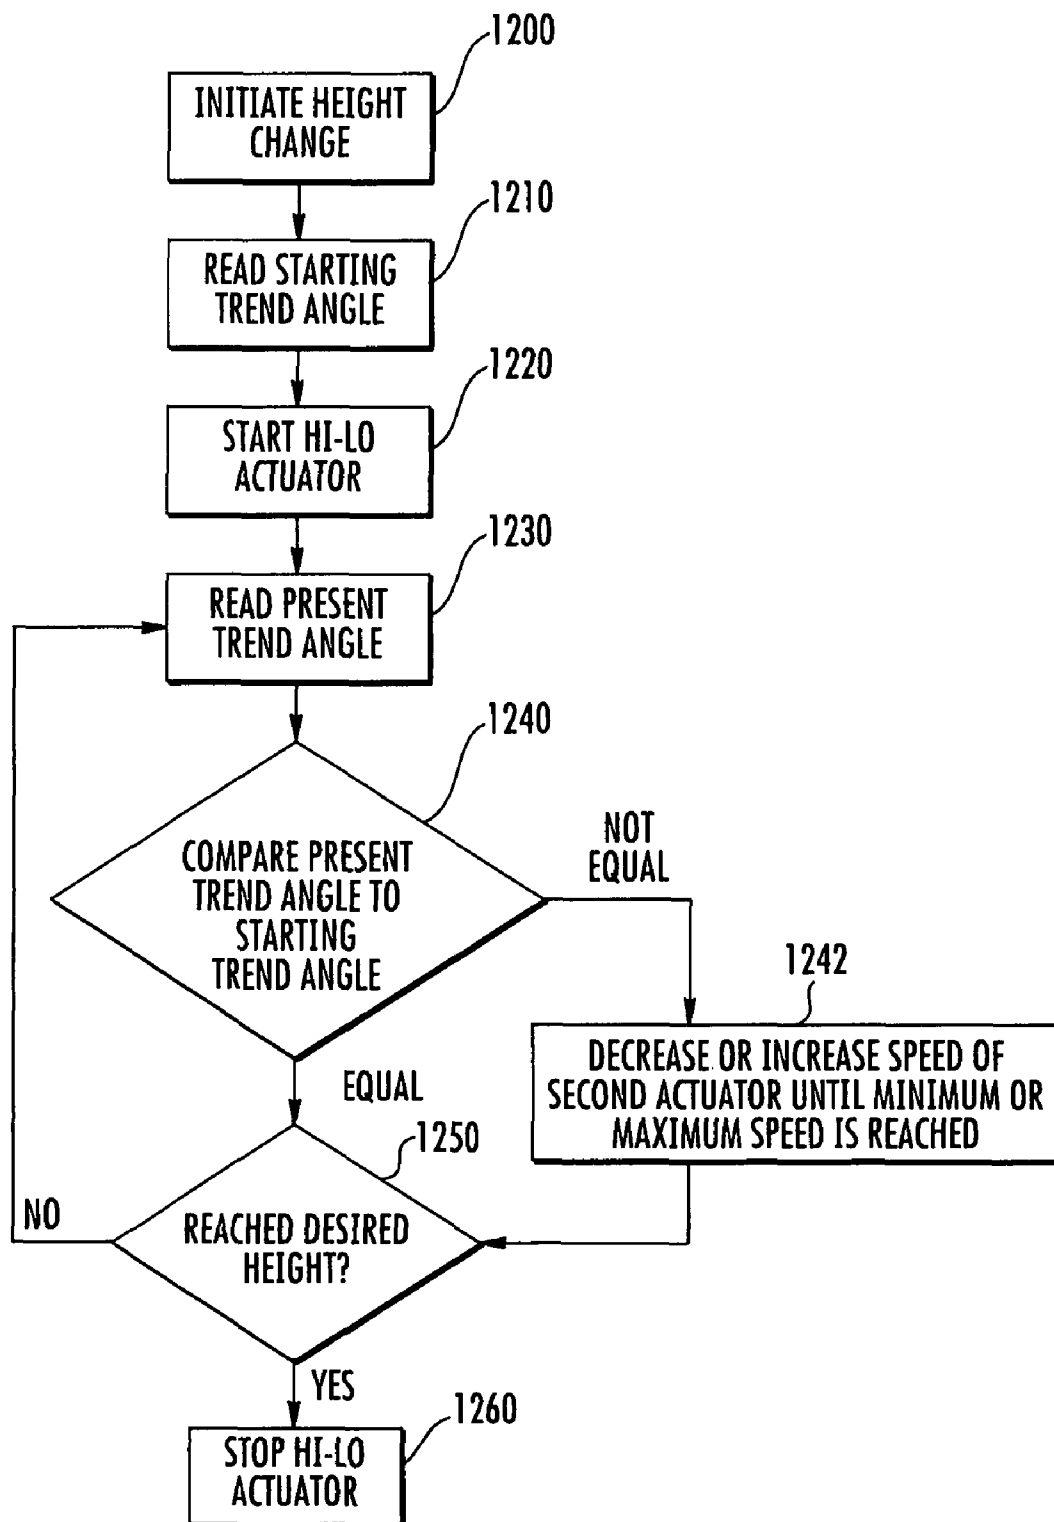 1200
INITIATE HEIGHT
CHANGE
1210
READ STARTING
TREND ANGLE
1220
START HI-LO
ACTUATOR
1230
READ PRESENT
TREND ANGLE
1240
COMPARE PRESENT
TREND ANGLE TO
STARTING
TREND ANGLE
NOT
EQUAL
1242
DECREASE OR INCREASE SPEED OF
SECOND ACTUATOR UNTIL MINIMUM OR
MAXIMUM SPEED IS REACHED
EQUAL
1250
REACHED DESIRED
HEIGHT?
NO
YES
1260
STOP HI-LO
ACTUATOR